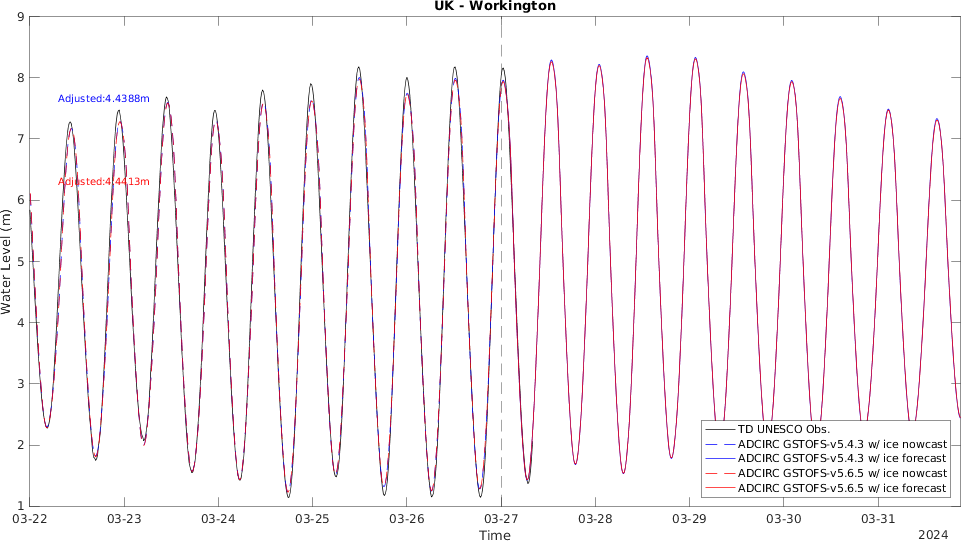 UK - Workington
9
8
7
6
5
4
3
2
1
Water Level (m)
Adjusted:4.4388m
Adjusted:4.4413m
TD UNESCO Obs.
ADCIRC GSTOFS-v5.4.3 w/ ice nowcast
ADCIRC GSTOFS-v5.4.3 w/ ice forecast
ADCIRC GSTOFS-v5.6.5 w/ ice nowcast
ADCIRC GSTOFS-v5.6.5 w/ ice forecast
03-22 03-23 03-24 03-25 03-26 03-27 03-28 03-29 03-30 03-31
Time
2024